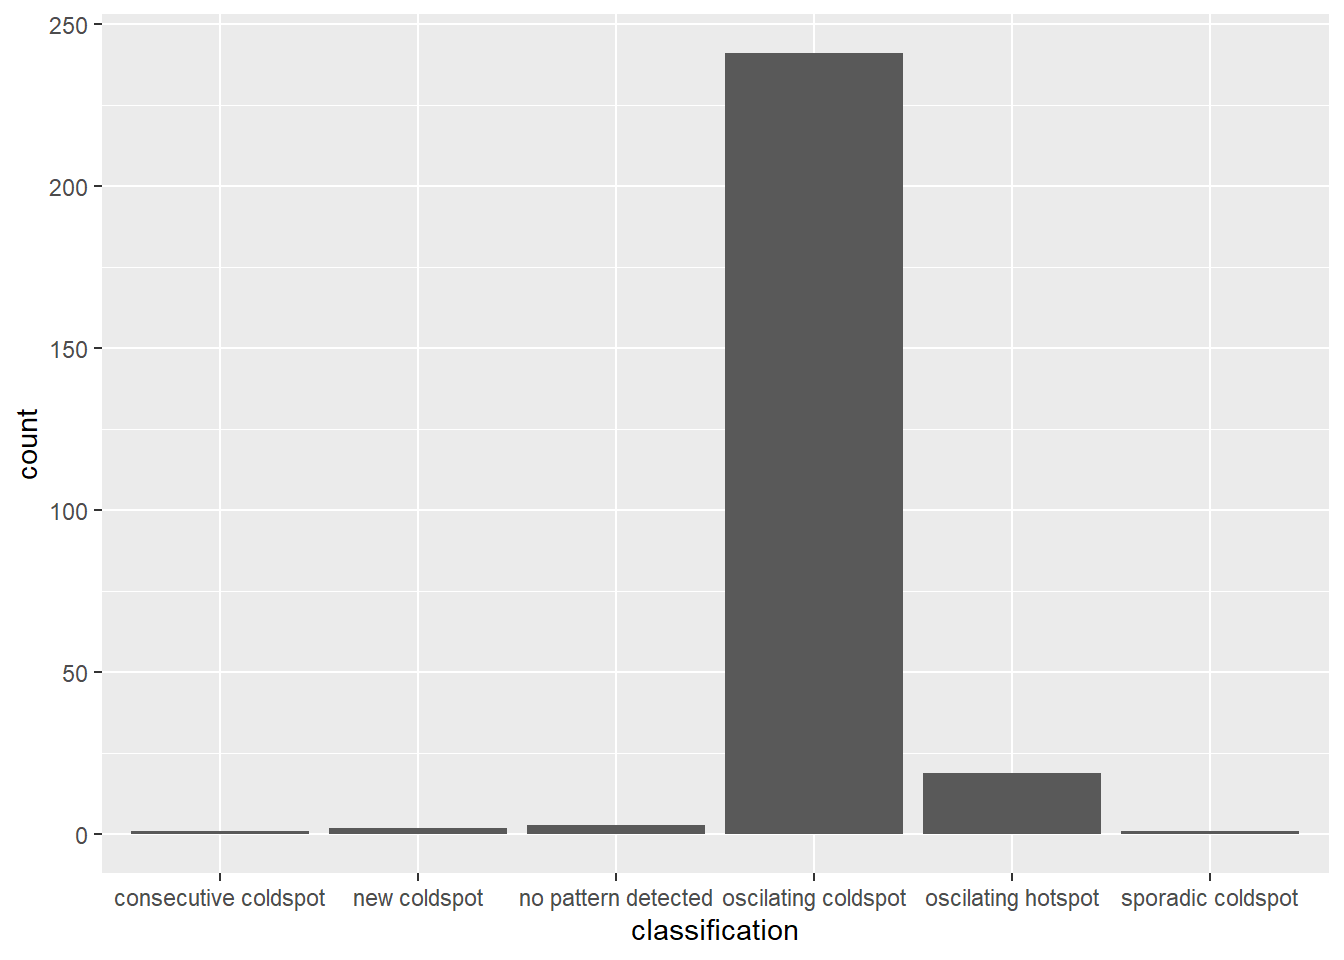 250
200
150
100
50
0
count
consecutive coldspot new coldspot no pattern detected oscilating coldspot oscilating hotspot sporadic coldspot
classification